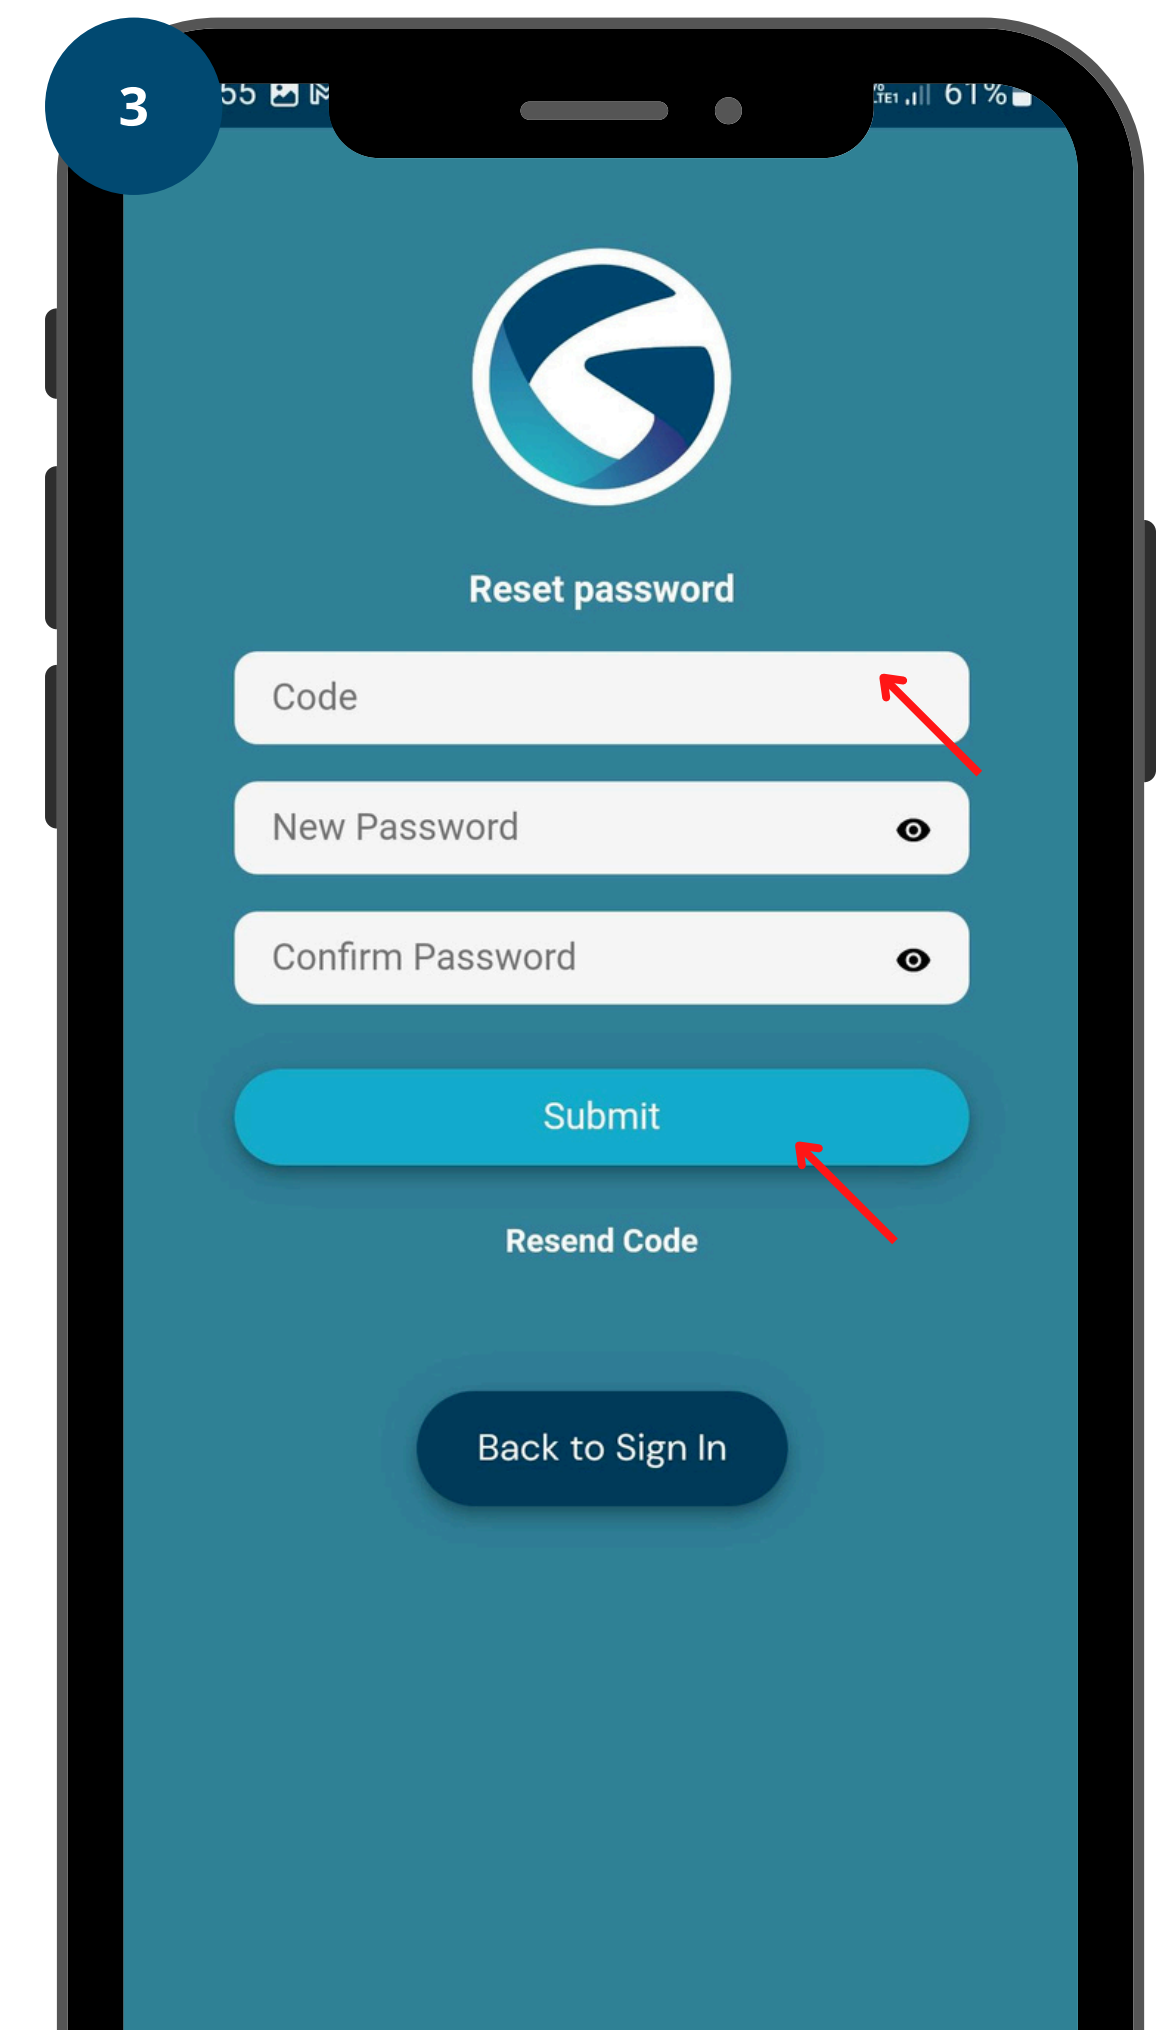 3
55
61%
Reset password
Code
New Password
Confirm Password
Submit
Resend Code
Back to Sign In